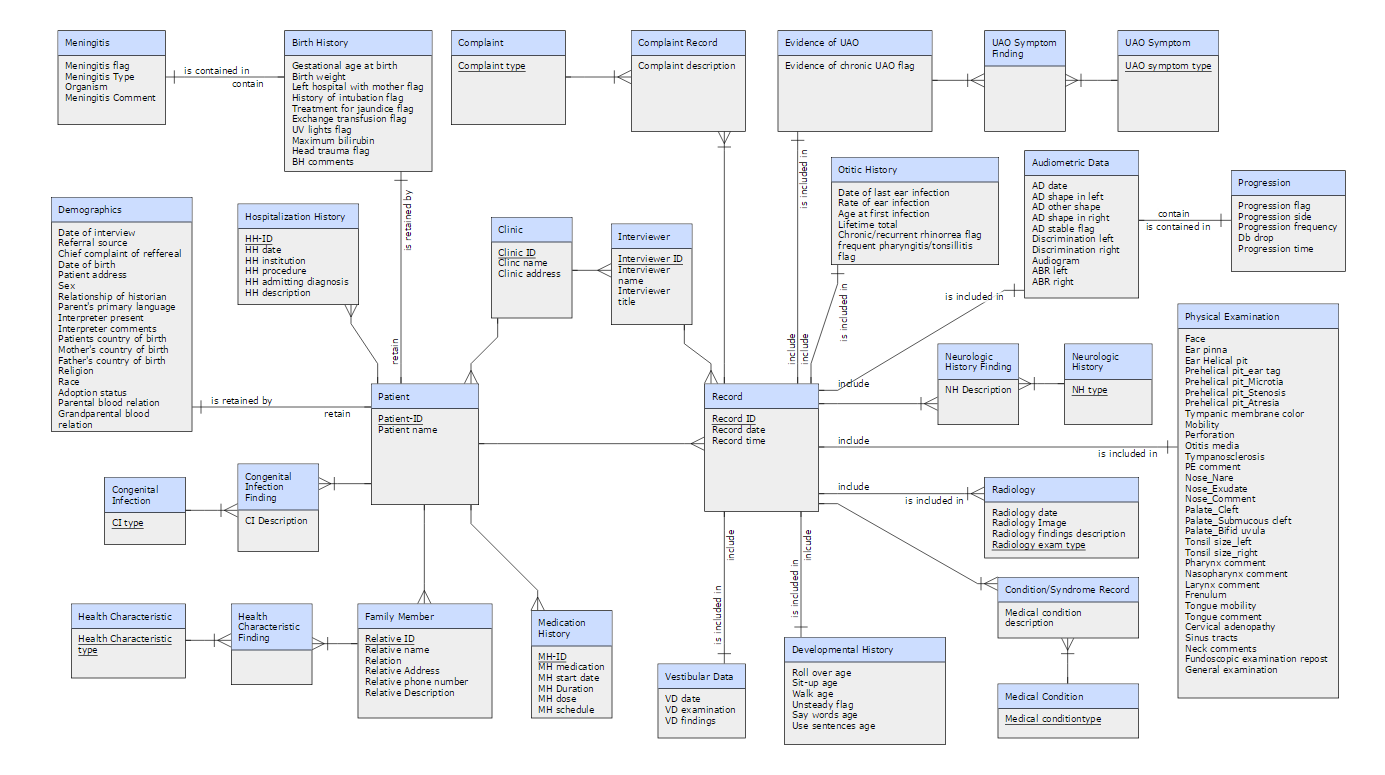 Meningitis
Meningitis flag
Meningitis Type
Organism
Meningitis Comment
is contained in
contain
Birth History
Gestational age at birth
Birth weight
Left hospital with mother flag
History of intubation flag
Treatment for jaundice flag
Exchange transfusion flag
UV lights flag
Maximum bilirubin
Head trauma flag
BH comments
Complaint
Complaint type
Complaint Record
Complaint description
Evidence of UAO
Evidence of chronic UAO flag
UAO Symptom
Finding
UAO Symptom
UAO symptom type
is included in
Otitic History
Date of last ear infection
Rate of ear infection
Age at first infection
Lifetime total
Chronic/recurrent rhinorrea flag
frequent pharyngitis/tonsillitis
flag
Audiometric Data
AD date
AD shape in left
AD other shape
AD shape in right
AD stable flag
Discrimination left
Discrimination right
Audiogram
ABR left
ABR right
contain
is contained in
Progression
Progression flag
Progression side
Progression frequency
Db drop
Progression time
Demographics
Date of interview
Referral source
Chief complaint of reffereal
Date of birth
Patient address
Sex
Relationship of historian
Parent's primary language
Interpreter present
Interpreter comments
Patients country of birth
Mother's country of birth
Father's country of birth
Religion
Race
Adoption status
Parental blood relation
Grandparental blood
relation
Hospitalization History
HH-ID
HH date
HH institution
HH procedure
HH admitting diagnosis
HH description
is retained by
retain
Clinic
Clinic ID
Clinc name
Clinic address
Interviewer
Interviewer ID
Interviewer
name
Interviewer
title
is included in
is included in
include
include
include
is retained by
retain
Patient
Patient-ID
Patient name
Record
Record ID
Record date
Record time
Neurologic
History Finding
NH Description
Neurologic
History
NH type
include
is included in
Physical Examination
Face
Ear pinna
Ear Helical pit
Prehelical pit_ear tag
Prehelical pit_Microtia
Prehelical pit_Stenosis
Prehelical pit_Atresia
Tympanic membrane color
Mobility
Perforation
Otitis media
Tympanosclerosis
PE comment
Nose_Nare
Nose_Exudate
Nose_Comment
Palate_Cleft
Palate_Submucous cleft
Palate_Bifid uvula
Tonsil size_left
Tonsil size_right
Pharynx comment
Nasopharynx comment
Larynx comment
Frenulum
Tongue mobility
Tongue comment
Cervical adenopathy
Sinus tracts
Neck comments
Fundoscopic examination repost
General examination
Congenital
Infection
CI type
Congenital
Infection
Finding
CI Description
include
is included in
Radiology
Radiology date
Radiology Image
Radiology findings description
Radiology exam type
include
is included in
inlcude
is included in
Condition/Syndrome Record
Medical condition
description
Health Characteristic
Health Characteristic
type
Health
Characteristic
Finding
Family Member
Relative ID
Relative name
Relation
Relative Address
Relative phone number
Relative Description
Medication
History
MH-ID
MH medication
MH start date
MH Duration
MH dose
MH schedule
Vestibular Data
VD date
VD examination
VD findings
Developmental History
Roll over age
Sit-up age
Walk age
Unsteady flag
Say words age
Use sentences age
Medical Condition
Medical conditiontype